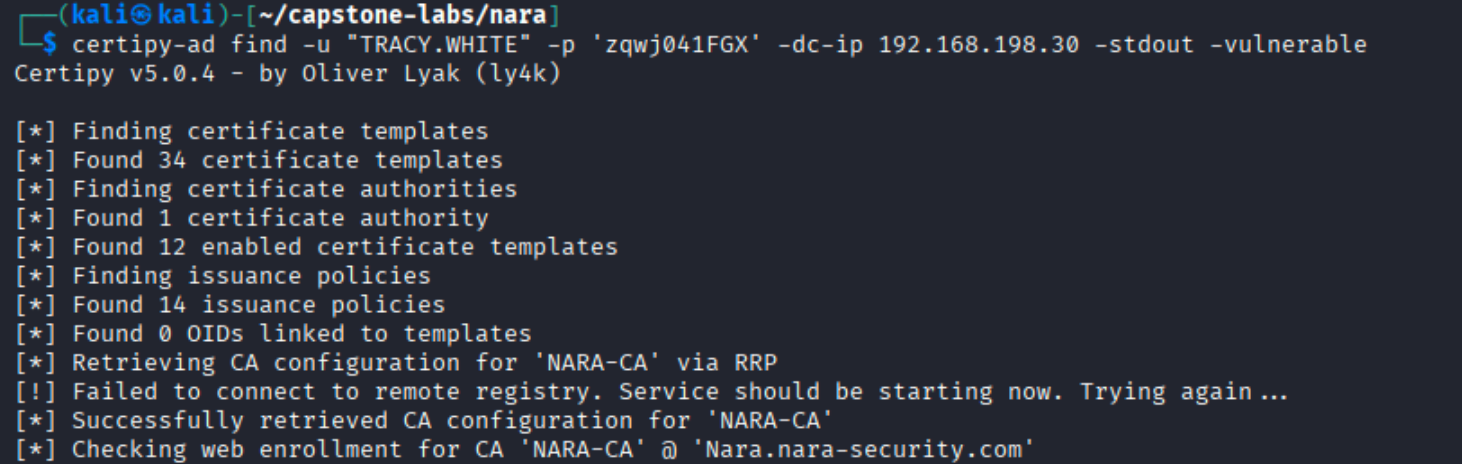 ┌──(kali㉿kali)-[~/capstone-labs/nara]
└─$ certipy-ad find -u "TRACY.WHITE" -p 'zqwj041FGX' -dc-ip 192.168.198.30 -stdout -vulnerable
Certipy v5.0.4 - by Oliver Lyak (ly4k)
[*] Finding certificate templates
[*] Found 34 certificate templates
[*] Finding certificate authorities
[*] Found 1 certificate authority
[*] Found 12 enabled certificate templates
[*] Finding issuance policies
[*] Found 14 issuance policies
[*] Found 0 OIDs linked to templates
[*] Retrieving CA configuration for 'NARA-CA' via RRP
[!] Failed to connect to remote registry. Service should be starting now. Trying again...
[*] Successfully retrieved CA configuration for 'NARA-CA'
[*] Checking web enrollment for CA 'NARA-CA' @ 'Nara.nara-security.com'